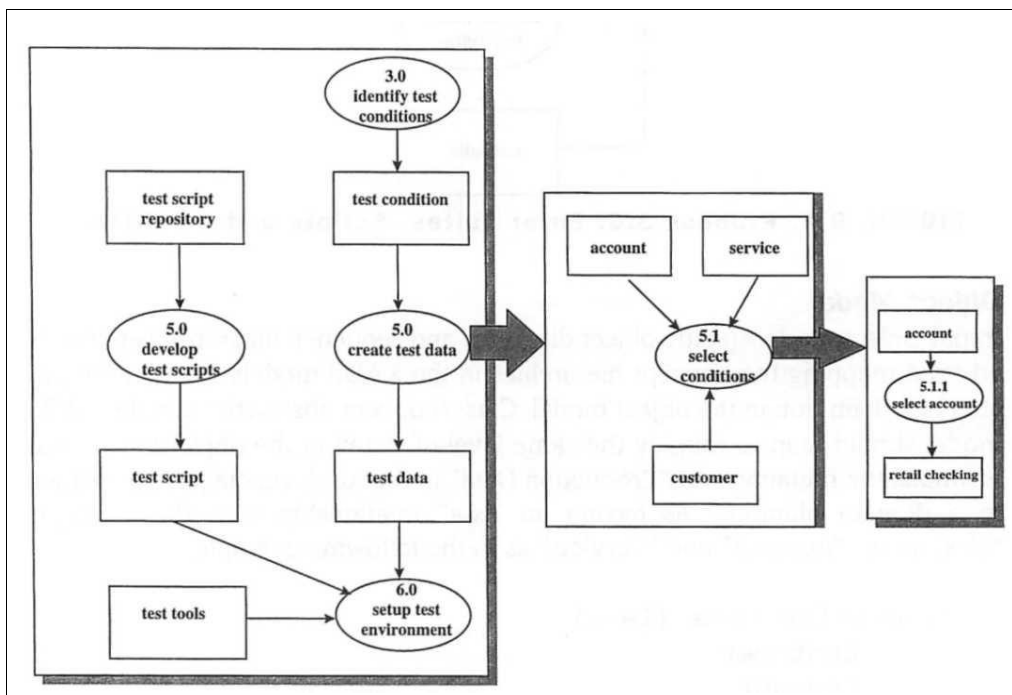 3.0
identify test
conditions
test script
repository
test condition
5.0
develop
test scripts
5.0
create test data
test script
test data
test tools
6.0
setup test
environment
account
service
5.1
select
conditions
customer
account
5.1.1
select account
retail checking